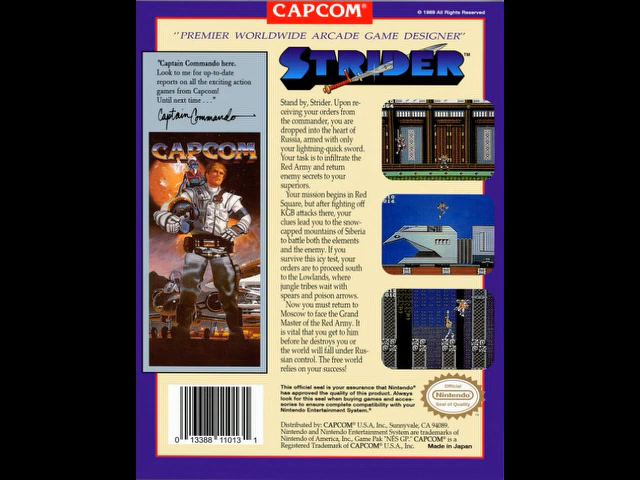 CAPCOM®
© 1989 All Rights Reserved
"PREMIER WORLDWIDE ARCADE GAME DESIGNER"
STRIDER™
"Captain Commando here.
Look to me for up-to-date
reports on all the exciting action
games from Capcom!
Until next time . . ."
Captain Commando
CAPCOM
Stand by, Strider. Upon re-
ceiving your orders from
the commander, you are
dropped into the heart of
Russia, armed with only
your lightning-quick sword.
Your task is to infiltrate the
Red Army and return
enemy secrets to your
superiors.
Your mission begins in Red
Square, but after fighting off
KGB attacks there, your
clues lead you to the snow-
capped mountains of Siberia
to battle both the elements
and the enemy. If you
survive this icy test, your
orders are to proceed south
to the Lowlands, where
jungle tribes wait with
spears and poison arrows.
Now you must return to
Moscow to face the Grand
Master of the Red Army. It
is vital that you get to him
before he destroys you or
the world will fall under Rus-
sian control. The free world
relies on your success!
This official seal is your assurance that Nintendo®
has approved the quality of this product. Always
look for this seal when buying games and acces-
sories to ensure complete compatibility with your
Nintendo Entertainment System.®
Official
Nintendo
Seal of Quality
0 13388 11013 1
Distributed by: CAPCOM® U.S.A, Inc., Sunnyvale, CA 94089.
Nintendo and Nintendo Entertainment System are trademarks of
Nintendo of America, Inc., Game Pak "NES GP." CAPCOM® is a
Registered Trademark of CAPCOM® U.S.A., Inc.
Made in Japan